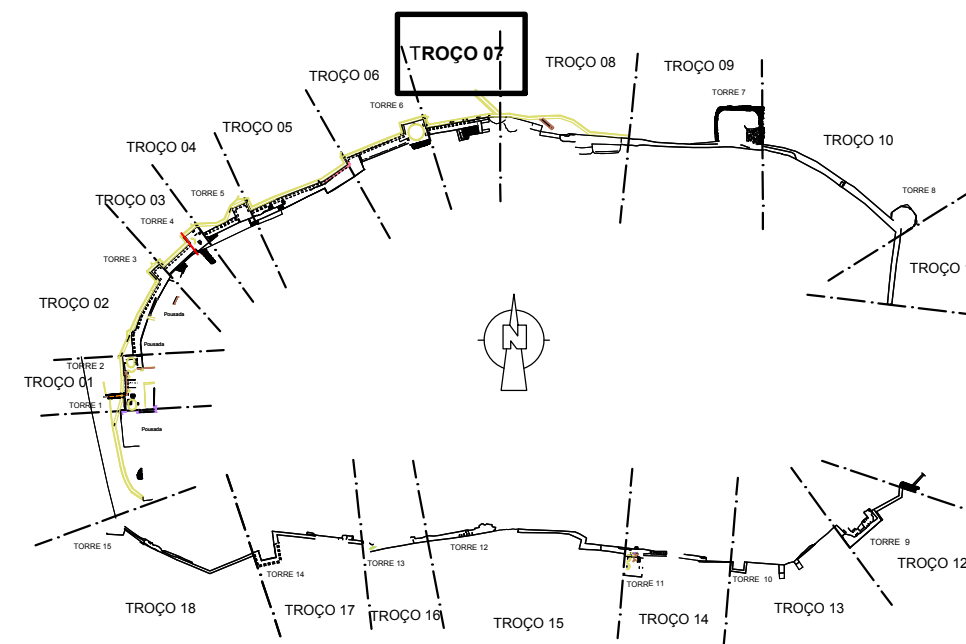 TROÇO 07
TROÇO 06
TROÇO 08
TROÇO 09
TORRE 7
TORRE 6
TROÇO 05
TROÇO 10
TROÇO 04
TORRE 5
TORRE 8
TROÇO 03
TORRE 4
TORRE 3
TROÇO 1
TROÇO 02
Pousada
Pousada
N
TORRE 2
TROÇO 01
TORRE 1
Pousada
TORRE 15
TORRE 14
TORRE 13
TORRE 12
TORRE 11
TORRE 10
TORRE 9
TROÇO 12
TROÇO 18
TROÇO 17
TROÇO 16
TROÇO 15
TROÇO 14
TROÇO 13